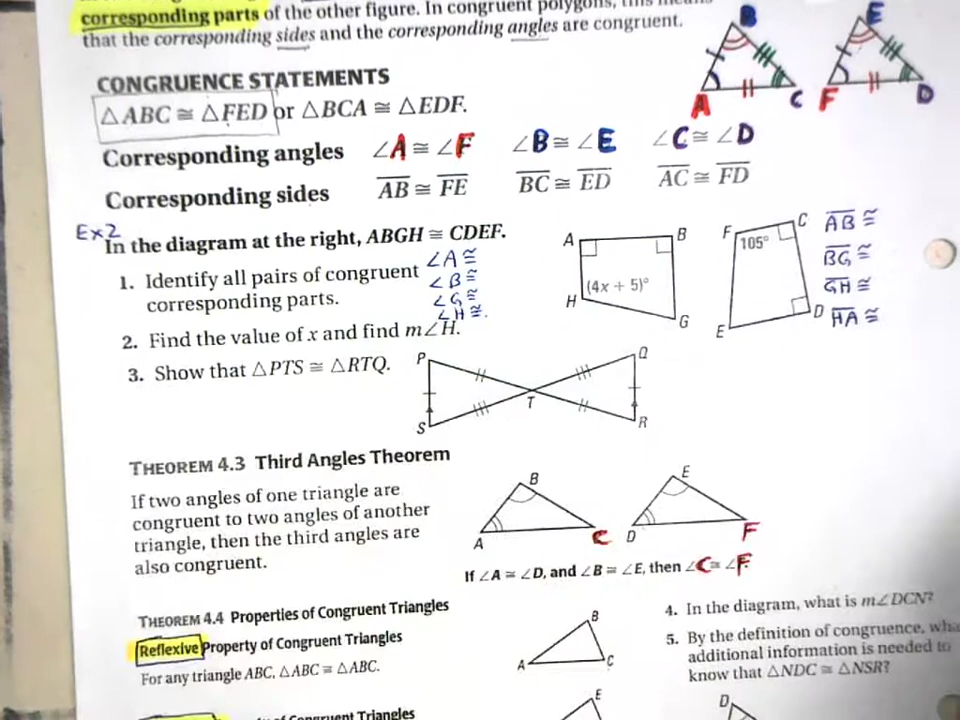 corresponding parts of the other figure. In congruent polygons, this means
that the corresponding sides and the corresponding angles are congruent.
B
E
A
C
F
D
CONGRUENCE STATEMENTS
△ABC ≅ △FED or △BCA ≅ △EDF.
Corresponding angles ∠A ≅ ∠F ∠B ≅ ∠E ∠C ≅ ∠D
Corresponding sides AB ≅ FE BC ≅ ED AC ≅ FD
Ex2
In the diagram at the right, ABGH ≅ CDEF.
1. Identify all pairs of congruent
corresponding parts.
∠A ≅
∠B ≅
∠G ≅
∠H ≅.
A
B
(4x + 5)°
H
G
F
C
105°
D
E
AB ≅
BG ≅
GH ≅
HA ≅
2. Find the value of x and find m∠H.
3. Show that △PTS ≅ △RTQ.
P
Q
T
S
R
THEOREM 4.3 Third Angles Theorem
If two angles of one triangle are
congruent to two angles of another
triangle, then the third angles are
also congruent.
B
E
A
C
D
F
If ∠A ≅ ∠D, and ∠B ≅ ∠E, then ∠C ≅ ∠F.
THEOREM 4.4 Properties of Congruent Triangles
Reflexive Property of Congruent Triangles
For any triangle ABC, △ABC ≅ △ABC.
B
A
C
4. In the diagram, what is m∠DCN?
5. By the definition of congruence, what
additional information is needed to
know that △NDC ≅ △NSR?
of Congruent Triangles
E
D